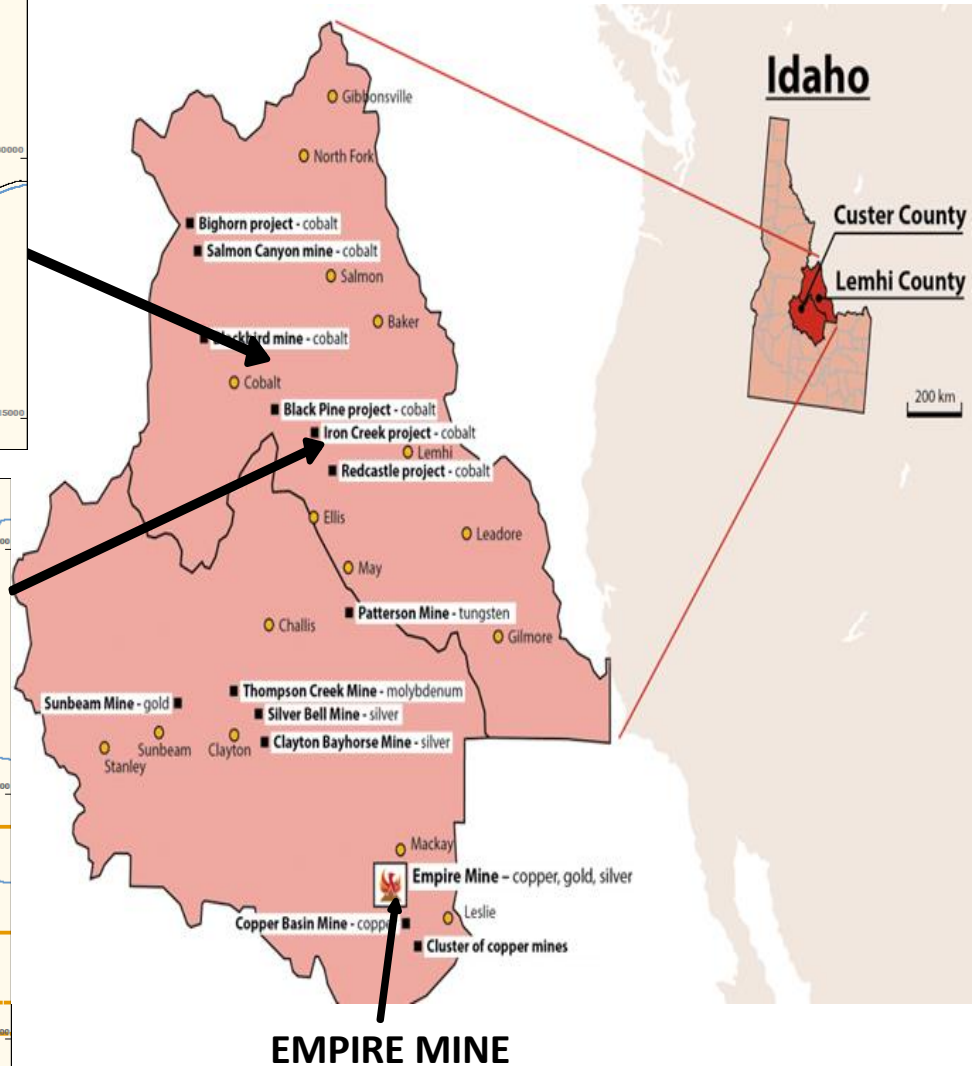 Idaho
Custer County
Lemhi County
200 km
Gibbonsville
North Fork
Bighorn project - cobalt
Salmon Canyon mine - cobalt
Salmon
Baker
mine - cobalt
Cobalt
Black Pine project - cobalt
Iron Creek project - cobalt
Lemhi
Redcastle project - cobalt
Ellis
Leadore
May
Patterson Mine - tungsten
Challis
Gilmore
Thompson Creek Mine - molybdenum
Sunbeam Mine - gold
Silver Bell Mine - silver
Sunbeam
Clayton
Clayton Bayhorse Mine - silver
Stanley
Mackay
Empire Mine – copper, gold, silver
Leslie
Copper Basin Mine - coppe
Cluster of copper mines
EMPIRE MINE